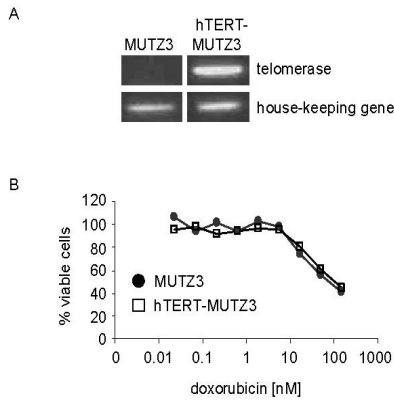 A
MUTZ3
hTERT-
MUTZ3
telomerase
house-keeping gene
B
120
100
80
60
40
20
0
% viable cells
MUTZ3
hTERT-MUTZ3
0 0.01 0.1 1 10 100 1000
doxorubicin [nM]